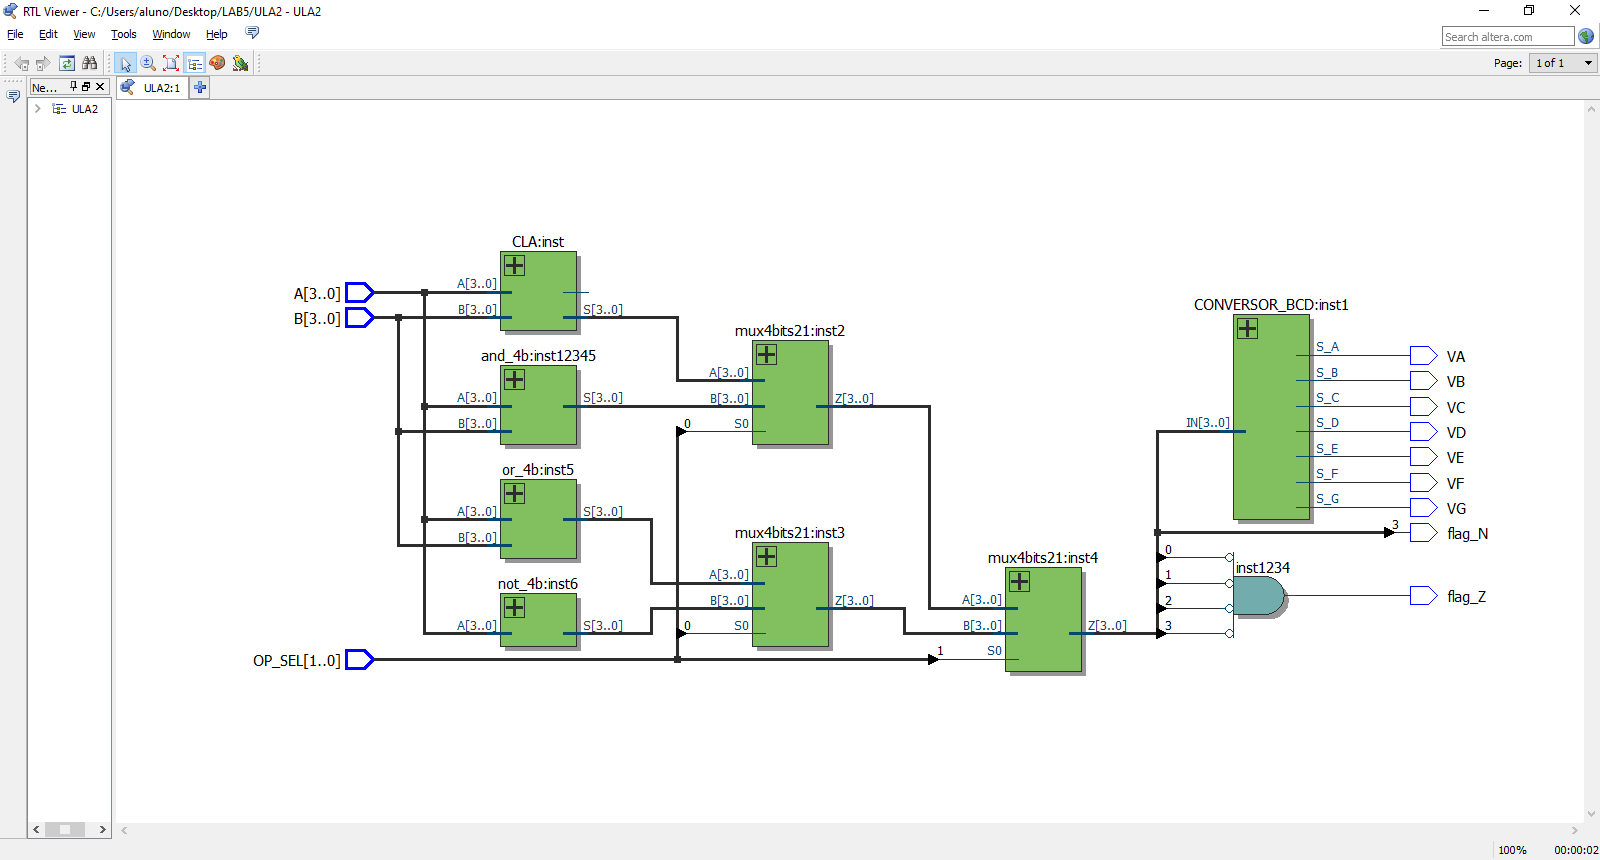 RTL Viewer - C:/Users/aluno/Desktop/LAB5/ULA2 - ULA2
File Edit View Tools Window Help
Search altera.com
Page: 1 of 1
Ne...
ULA2:1
ULA2
CLA:inst
A[3..0]
B[3..0]
A[3..0]
B[3..0]
S[3..0]
and_4b:inst12345
A[3..0]
B[3..0]
S[3..0]
or_4b:inst5
A[3..0]
B[3..0]
S[3..0]
not_4b:inst6
A[3..0]
S[3..0]
OP_SEL[1..0]
mux4bits21:inst2
A[3..0]
B[3..0]
0 S0
Z[3..0]
mux4bits21:inst3
A[3..0]
B[3..0]
0 S0
Z[3..0]
mux4bits21:inst4
A[3..0]
B[3..0]
1 S0
Z[3..0]
CONVERSOR_BCD:inst1
IN[3..0]
S_A VA
S_B VB
S_C VC
S_D VD
S_E VE
S_F VF
S_G VG
3 flag_N
0
1
2
3
inst1234
flag_Z
100% 00:00:02